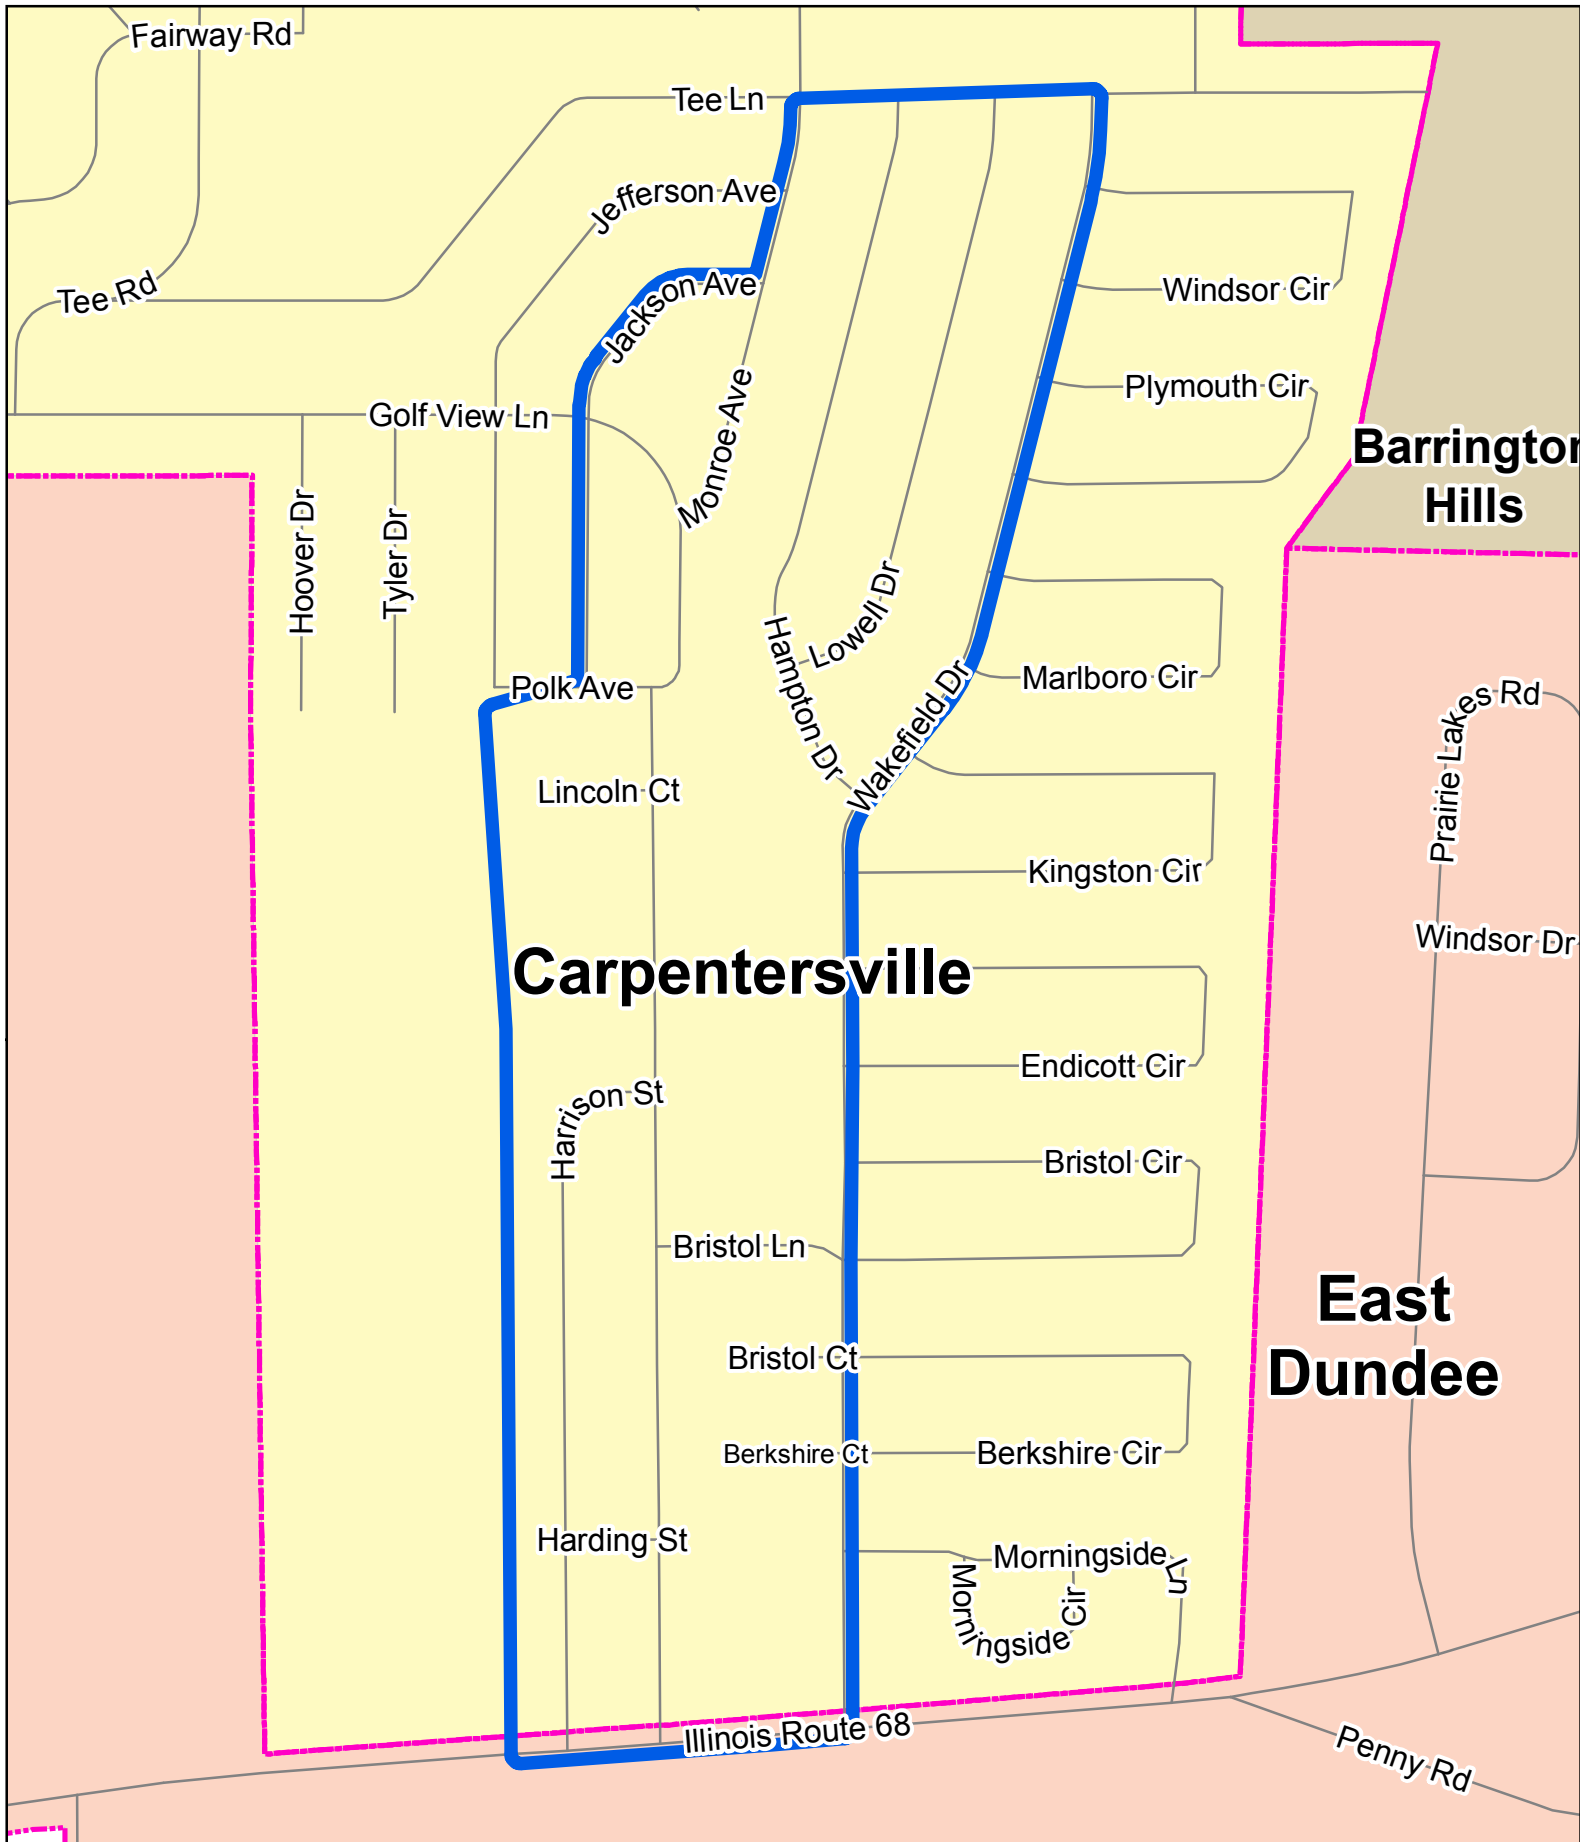 Fairway Rd
Tee Ln
Jefferson Ave
Tee Rd
Jackson Ave
Windsor Cir
Plymouth Cir
Golf View Ln
Monroe Ave
Barrington
Hills
Hoover Dr
Tyler Dr
Lowell Dr
Hampton Dr
Wakefield Dr
Marlboro Cir
Polk Ave
Prairie Lakes Rd
Lincoln Ct
Kingston Cir
Windsor Dr
Carpentersville
Endicott Cir
Harrison St
Bristol Cir
Bristol Ln
East
Dundee
Bristol Ct
Berkshire Ct
Berkshire Cir
Harding St
Morningside Ln
Morningside Cir
Illinois Route 68
Penny Rd